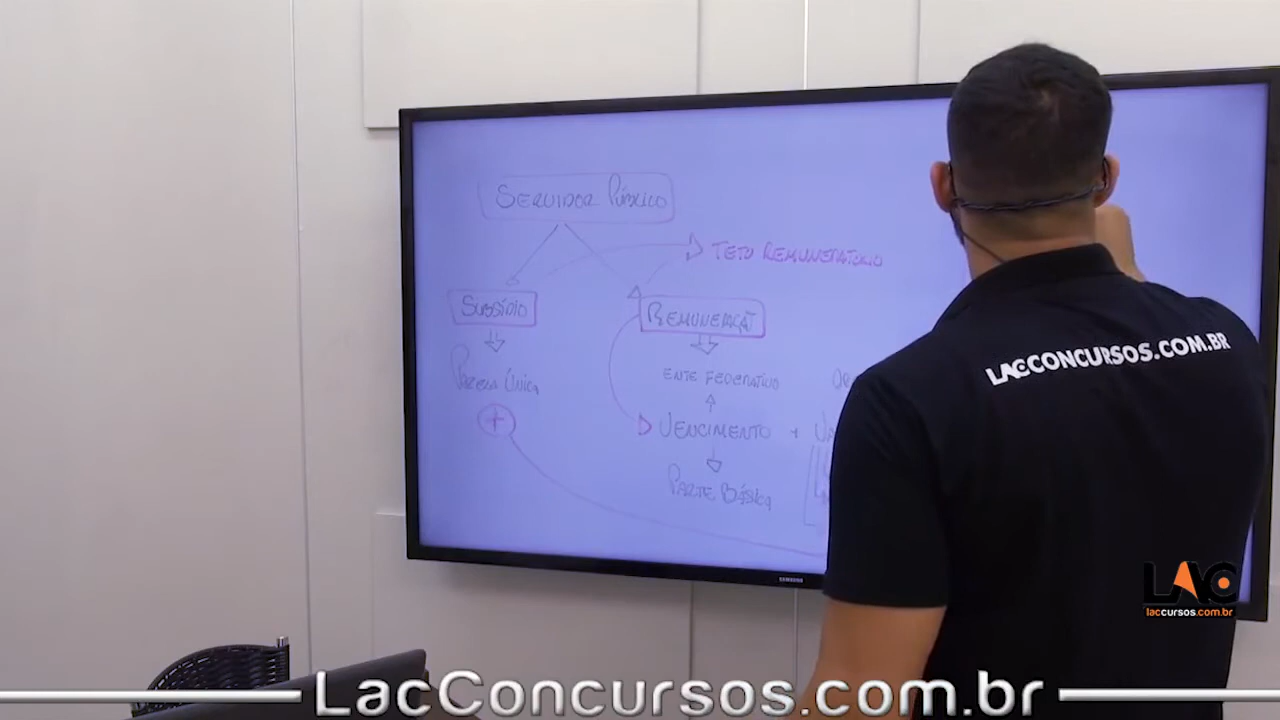 SERVIDOR PÚBLICO
TETO REMUNERATÓRIO
SUBSÍDIO
REMUNERAÇÃO
PARCELA ÚNICA
ENTE FEDERATIVO
+
VENCIMENTO +
PARTE BÁSICA
SAMSUNG
LACCONCURSOS.COM.BR
LAC
laccursos.com.br
LacConcursos.com.br